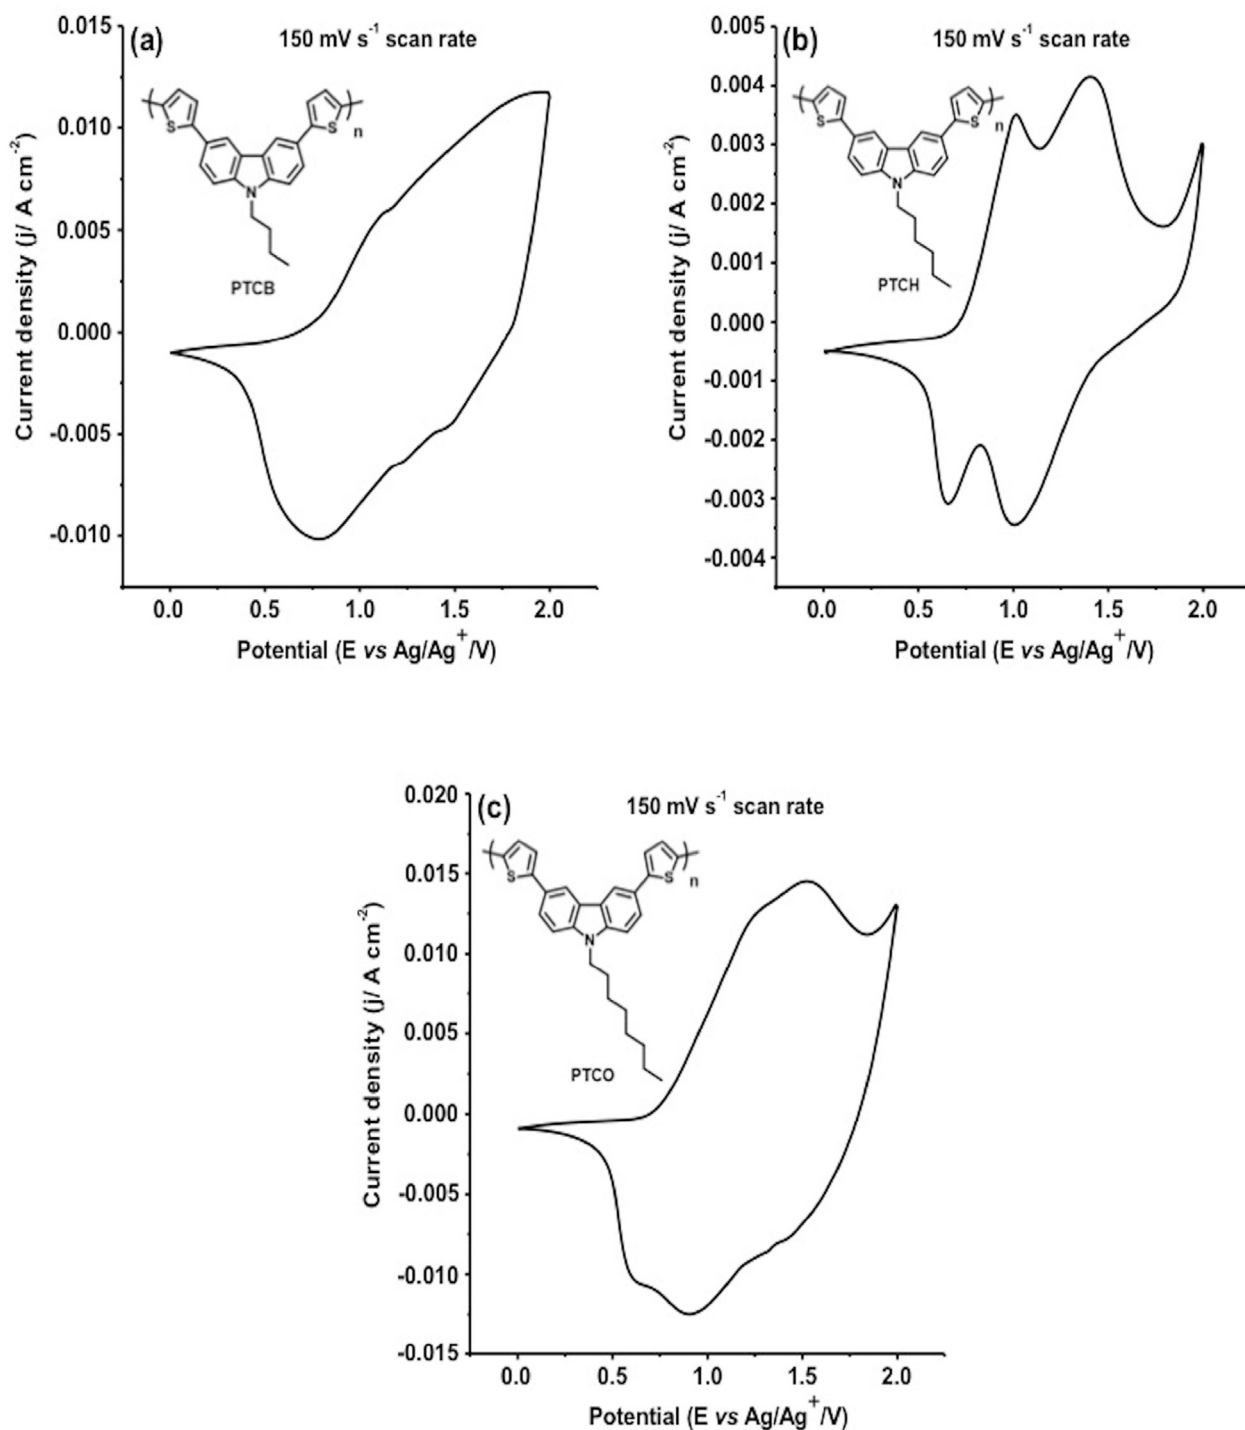 (a)
150 mV s⁻¹ scan rate
0.015
0.010
0.005
0.000
-0.005
-0.010
Current density (j/ A cm⁻²)
S
S
n
N
PTCB
0.0 0.5 1.0 1.5 2.0
Potential (E vs Ag/Ag⁺/V)
(b)
150 mV s⁻¹ scan rate
0.005
0.004
0.003
0.002
0.001
0.000
-0.001
-0.002
-0.003
-0.004
Current density (j/ A cm⁻²)
S
S
n
N
PTCH
0.0 0.5 1.0 1.5 2.0
Potential (E vs Ag/Ag⁺/V)
(c)
150 mV s⁻¹ scan rate
0.020
0.015
0.010
0.005
0.000
-0.005
-0.010
-0.015
Current density (j/ A cm⁻²)
S
S
n
N
PTCO
0.0 0.5 1.0 1.5 2.0
Potential (E vs Ag/Ag⁺/V)